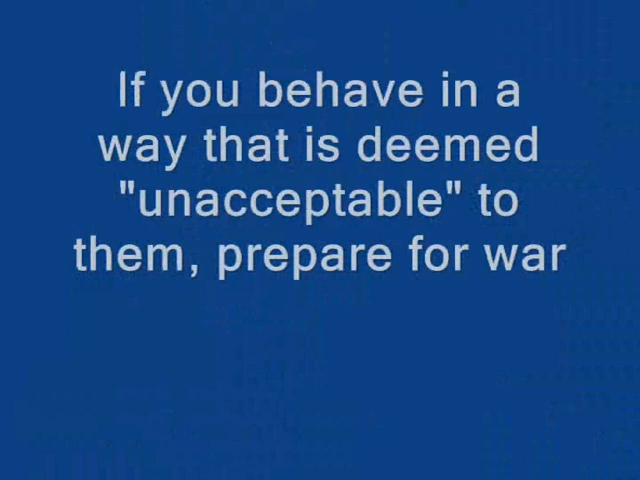 If you behave in a
way that is deemed
"unacceptable" to
them, prepare for war